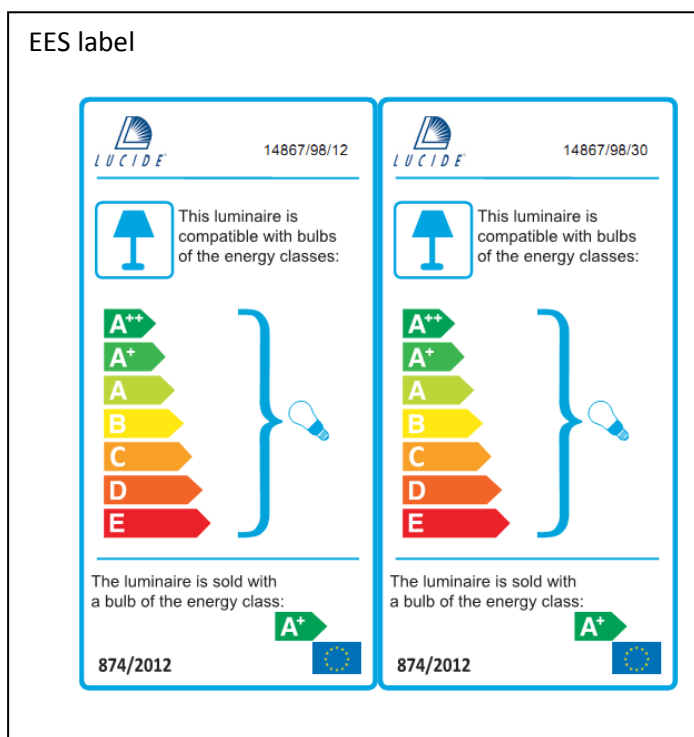 EES label
LUCIDE
14867/98/12
This luminaire is
compatible with bulbs
of the energy classes:
A++
A+
A
B
C
D
E
The luminaire is sold with
a bulb of the energy class:
A+
874/2012
LUCIDE
14867/98/30
This luminaire is
compatible with bulbs
of the energy classes:
A++
A+
A
B
C
D
E
The luminaire is sold with
a bulb of the energy class:
A+
874/2012